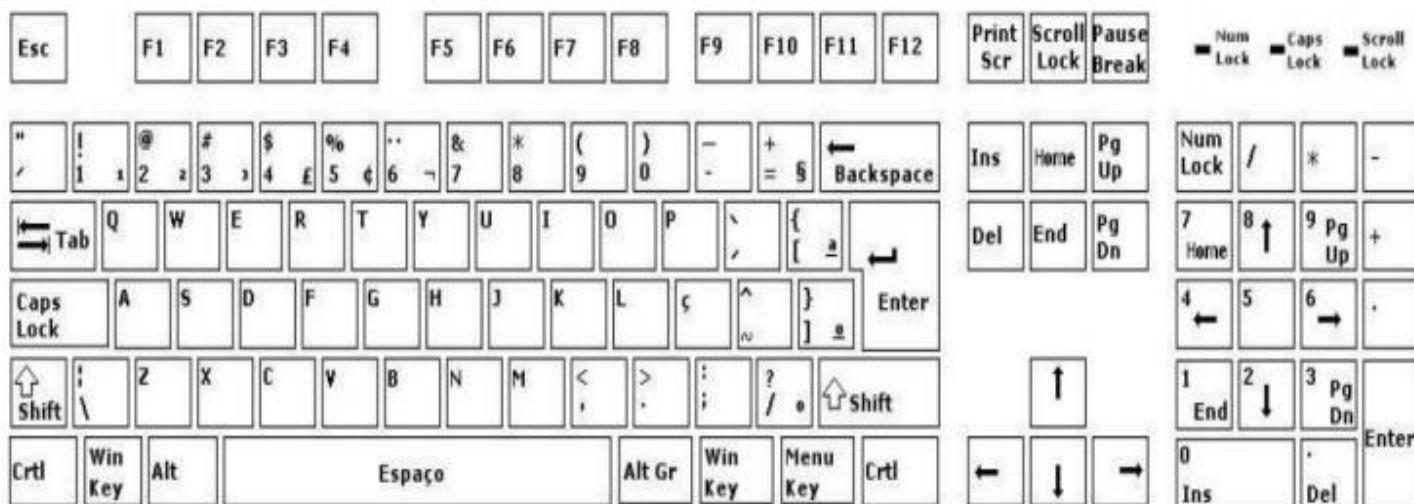 Esc F1 F2 F3 F4 F5 F6 F7 F8 F9 F10 F11 F12 Print Scr Scroll Lock Pause Break Num Lock Caps Lock Scroll Lock
" ! @ # $ % ¨ & * ( ) — + ← Num Lock / * -
' 1 ¹ 2 ² 3 ³ 4 £ 5 ¢ 6 ¬ 7 8 9 0 - = § Backspace Ins Home Pg Up
Tab Q W E R T Y U I O P ` ´ { [ ª Enter Del End Pg Dn 7 Home 8 ↑ 9 Pg Up +
Caps Lock A S D F G H J K L ç ^ ~ } ] º 4 ← 5 6 → .
Shift ¦ \ Z X C V B N M < , > . : ; ? / ° Shift ↑ 1 End 2 ↓ 3 Pg Dn Enter
Crtl Win Key Alt Espaço Alt Gr Win Key Menu Key Crtl ← ↓ → 0 Ins . Del